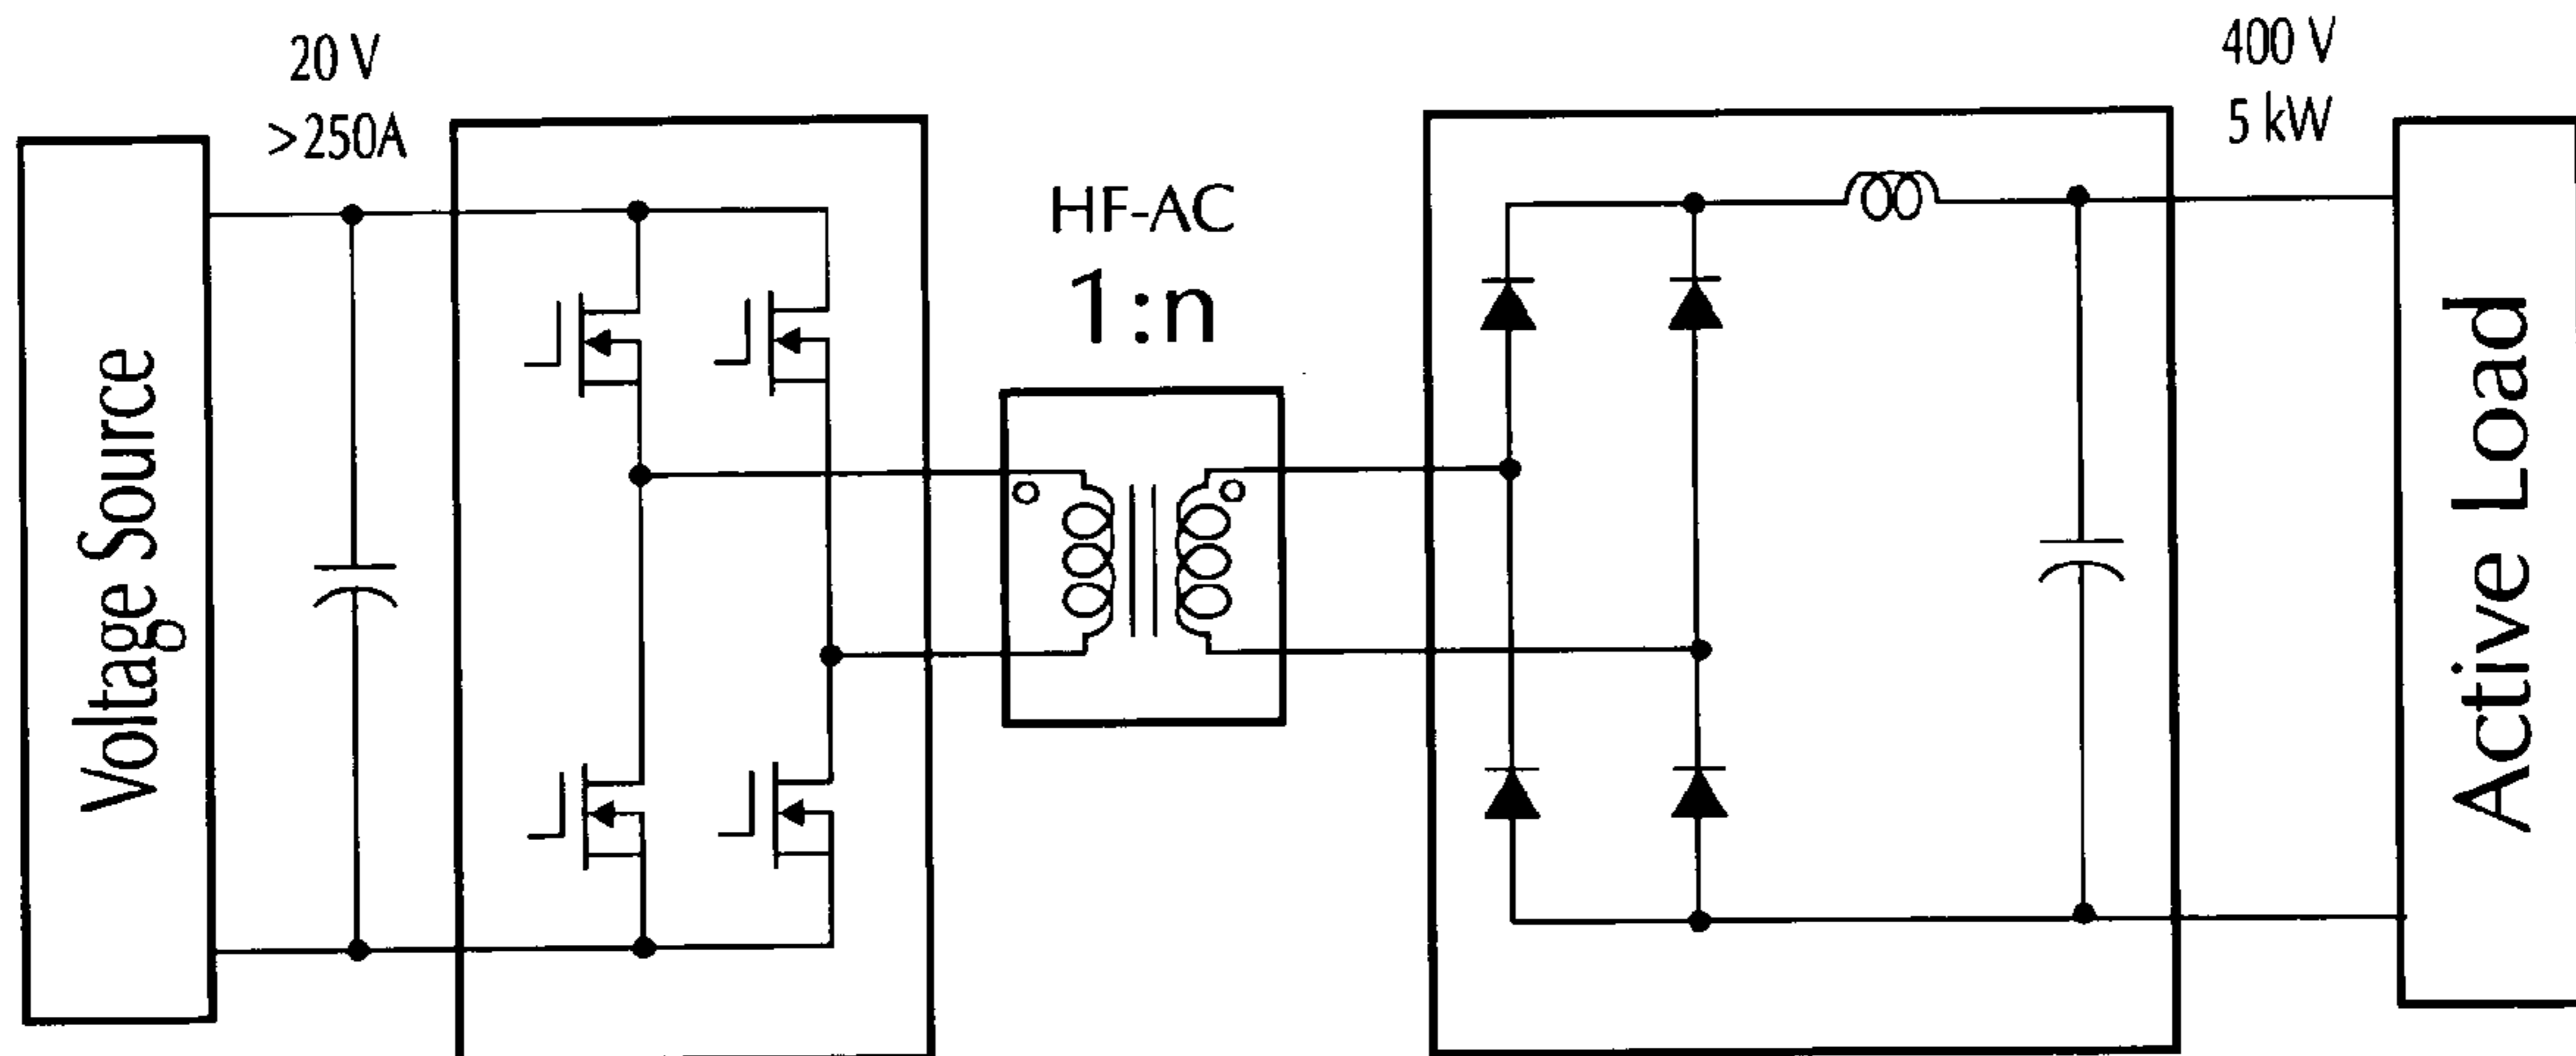 20 V
>250A
Voltage Source
HF-AC
1:n
400 V
5 kW
Active Load